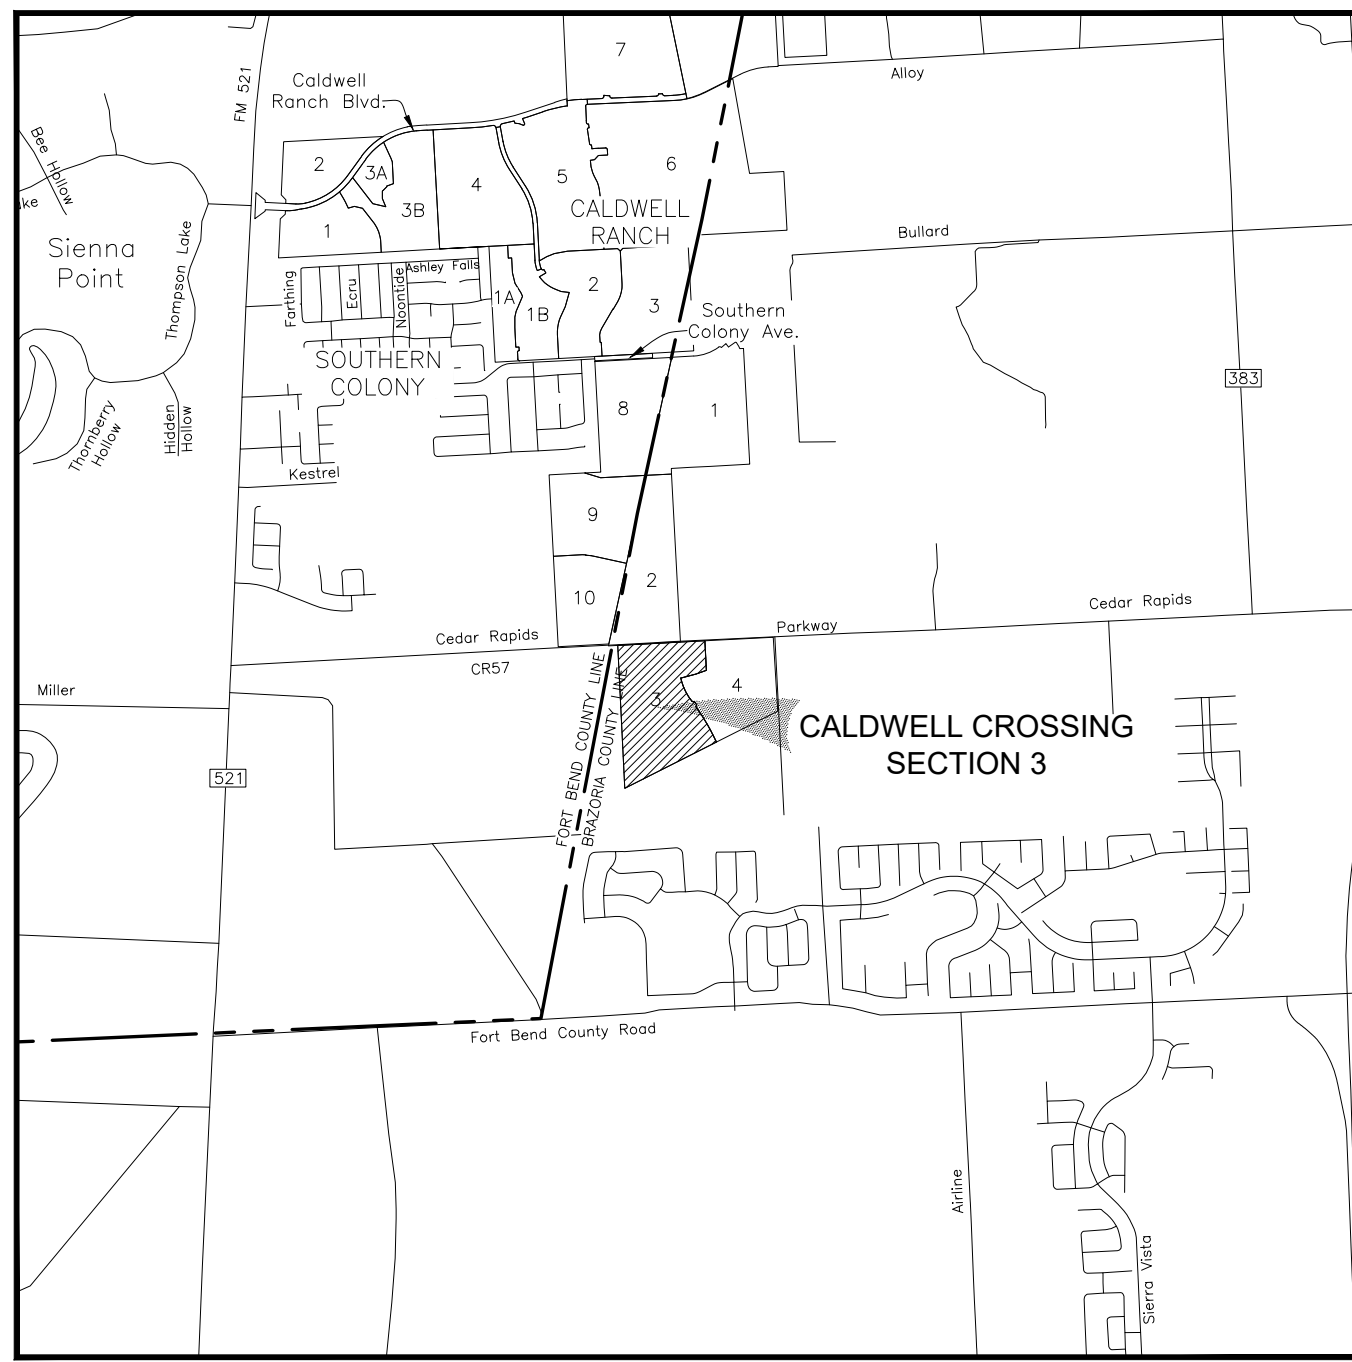 7
Alloy
FM 521
Caldwell
Ranch Blvd.
Bee Hollow
2
3A
4
5
6
3B
1
CALDWELL
RANCH
Sienna
Point
Thompson Lake
Bullard
Farthing
Ecru
Noontide
Ashley Falls
1A
1B
2
3
Southern
Colony Ave.
SOUTHERN
COLONY
383
Thornberry
Hollow
Hidden
Hollow
8
1
Kestrel
9
10
2
Cedar Rapids
Parkway
Cedar Rapids
CR57
Miller
3
4
FORT BEND COUNTY LINE
BRAZORIA COUNTY LINE
CALDWELL CROSSING
SECTION 3
521
Fort Bend County Road
Airline
Sierra Vista